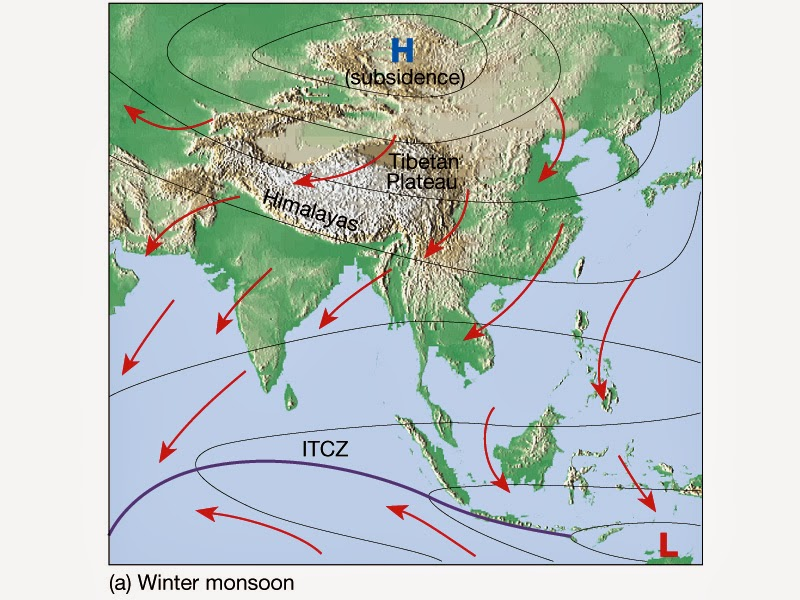 H
(subsidence)
Tibetan
Plateau
Himalayas
ITCZ
L
(a) Winter monsoon